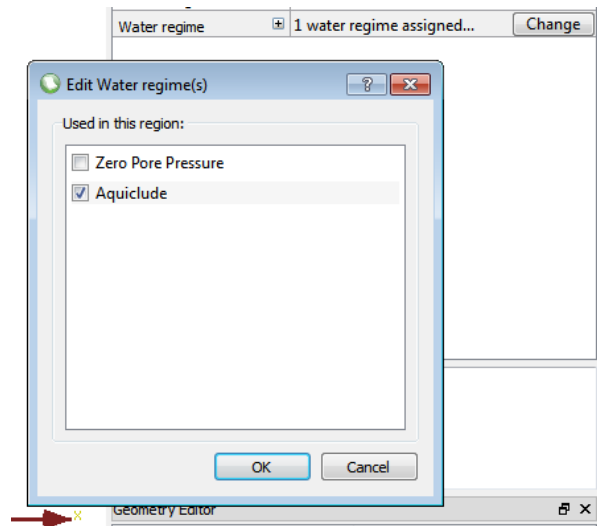 Water regime 1 water regime assigned... Change
Edit Water regime(s)
Used in this region:
Zero Pore Pressure
Aquiclude
OK Cancel
Geometry Editor